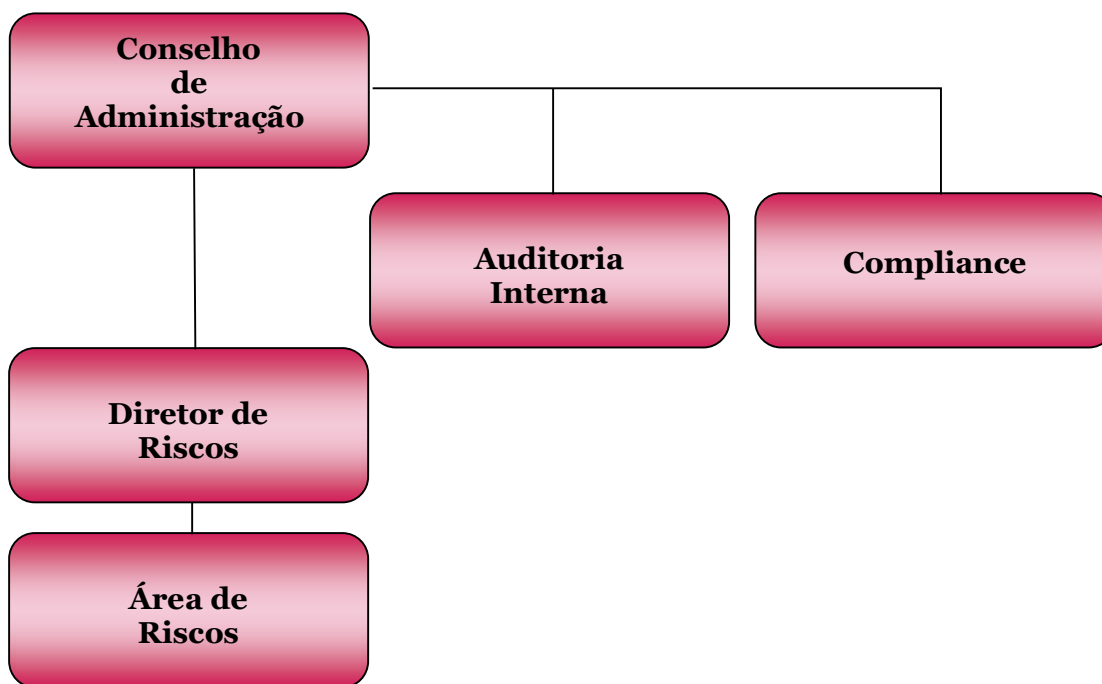 Conselho
de
Administração
Auditoria
Interna
Compliance
Diretor de
Riscos
Área de
Riscos